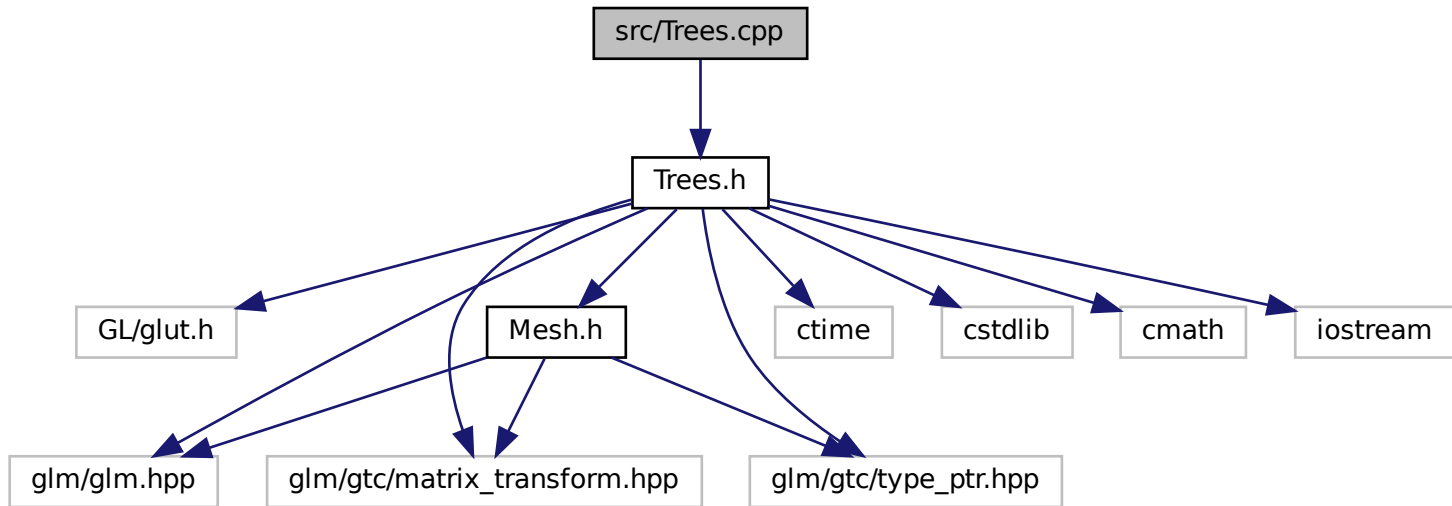 src/Trees.cpp
Trees.h
GL/glut.h
Mesh.h
ctime
cstdlib
cmath
iostream
glm/glm.hpp
glm/gtc/matrix_transform.hpp
glm/gtc/type_ptr.hpp